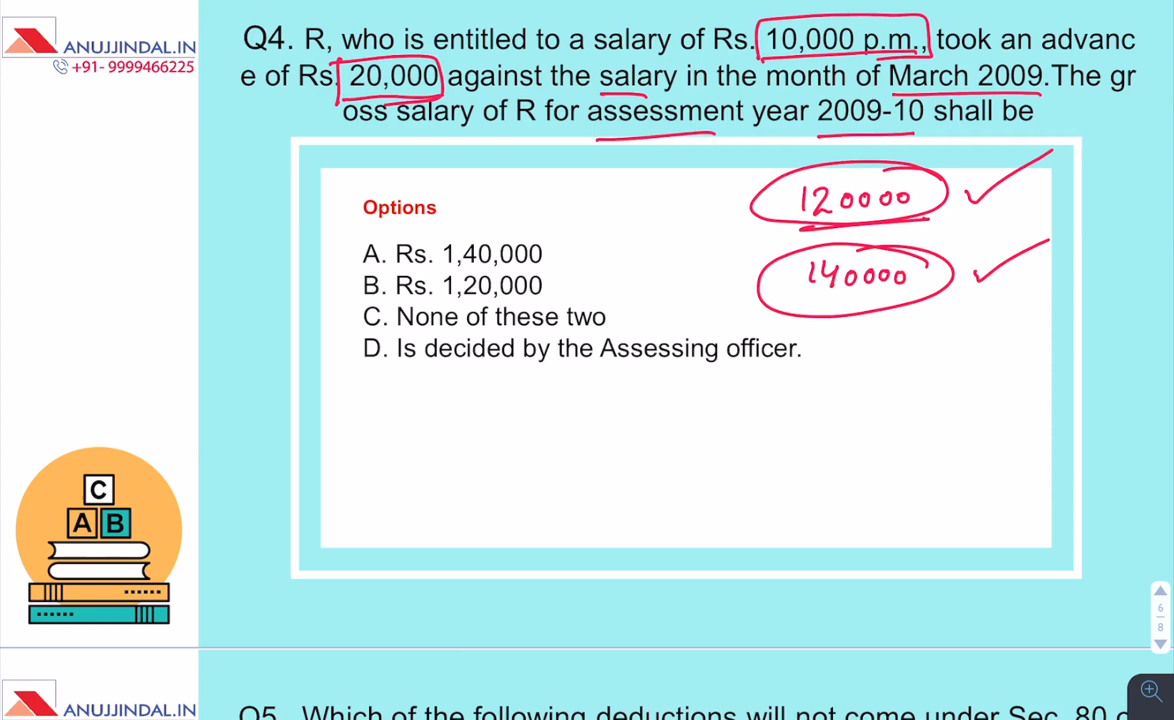 ANUJJINDAL.IN
+91- 9999466225
Q4. R, who is entitled to a salary of Rs. 10,000 p.m., took an advanc
e of Rs. 20,000 against the salary in the month of March 2009.The gr
oss salary of R for assessment year 2009-10 shall be
Options
120000
A. Rs. 1,40,000
140000
B. Rs. 1,20,000
C. None of these two
D. Is decided by the Assessing officer.
C
A B
6
8
ANUJJINDAL.IN
Q5. Which of the following deductions will not come under Sec. 80 c